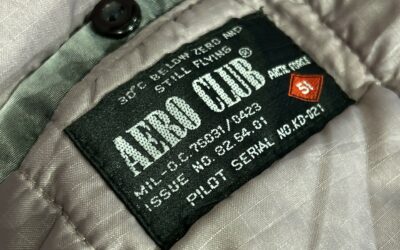 30°C BELOW ZERO AND
STILL FLYING
AERO CLUB®
ARCTIC FORCE
51
MIL-O.C. 76031/0423
ISSUE NO. 82.64.01
PILOT SERIAL NO.KD-021